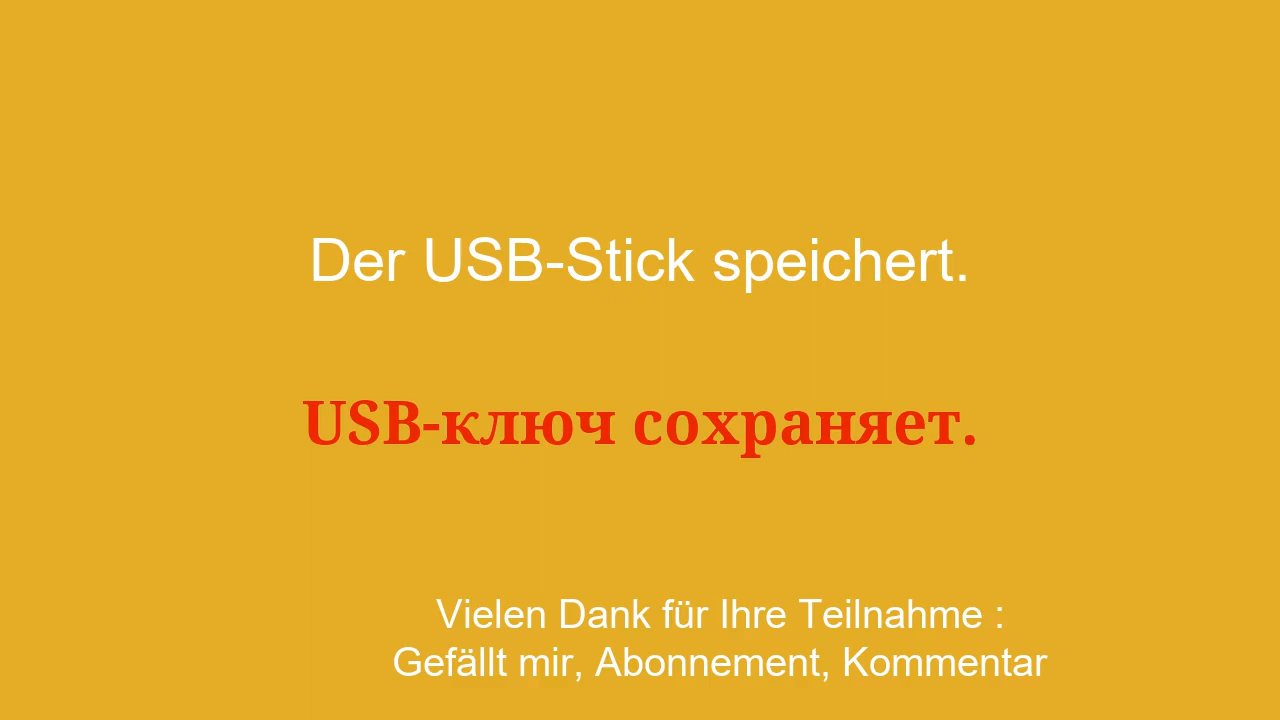 Der USB-Stick speichert.
USB-ключ сохраняет.
Vielen Dank für Ihre Teilnahme :
Gefällt mir, Abonnement, Kommentar